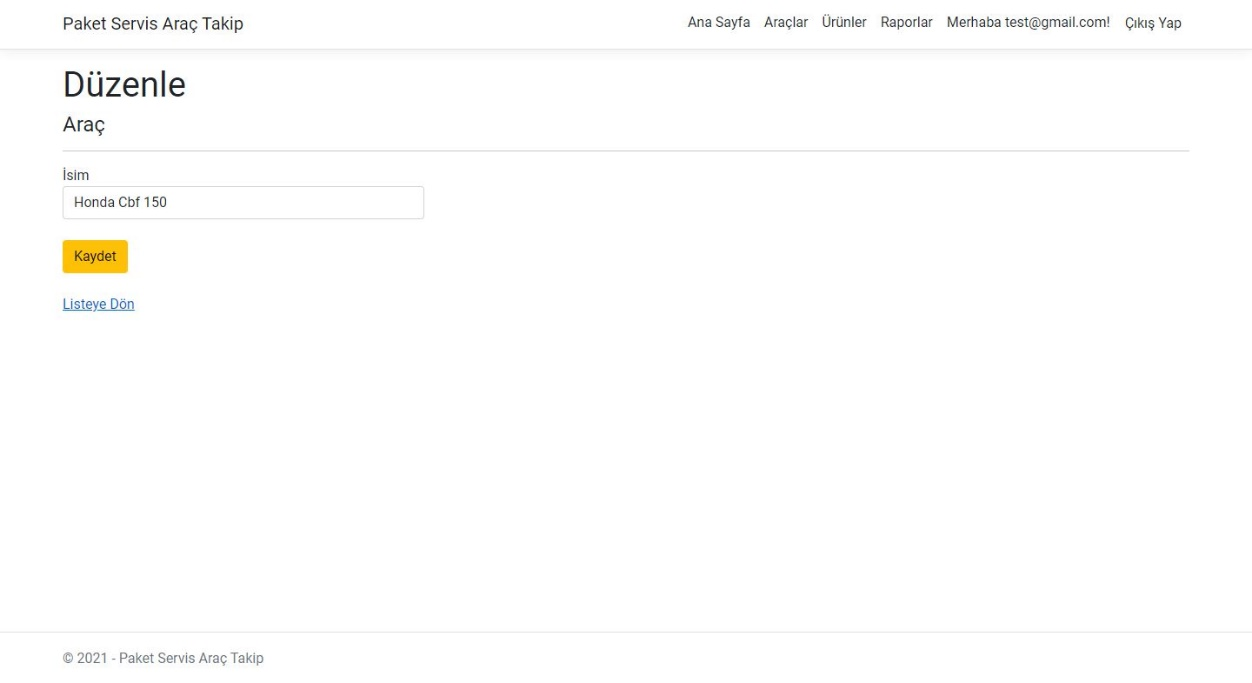 Paket Servis Araç Takip
Ana Sayfa Araçlar Ürünler Raporlar Merhaba test@gmail.com! Çıkış Yap
Düzenle
Araç
İsim
Honda Cbf 150
Kaydet
Listeye Dön
© 2021 - Paket Servis Araç Takip